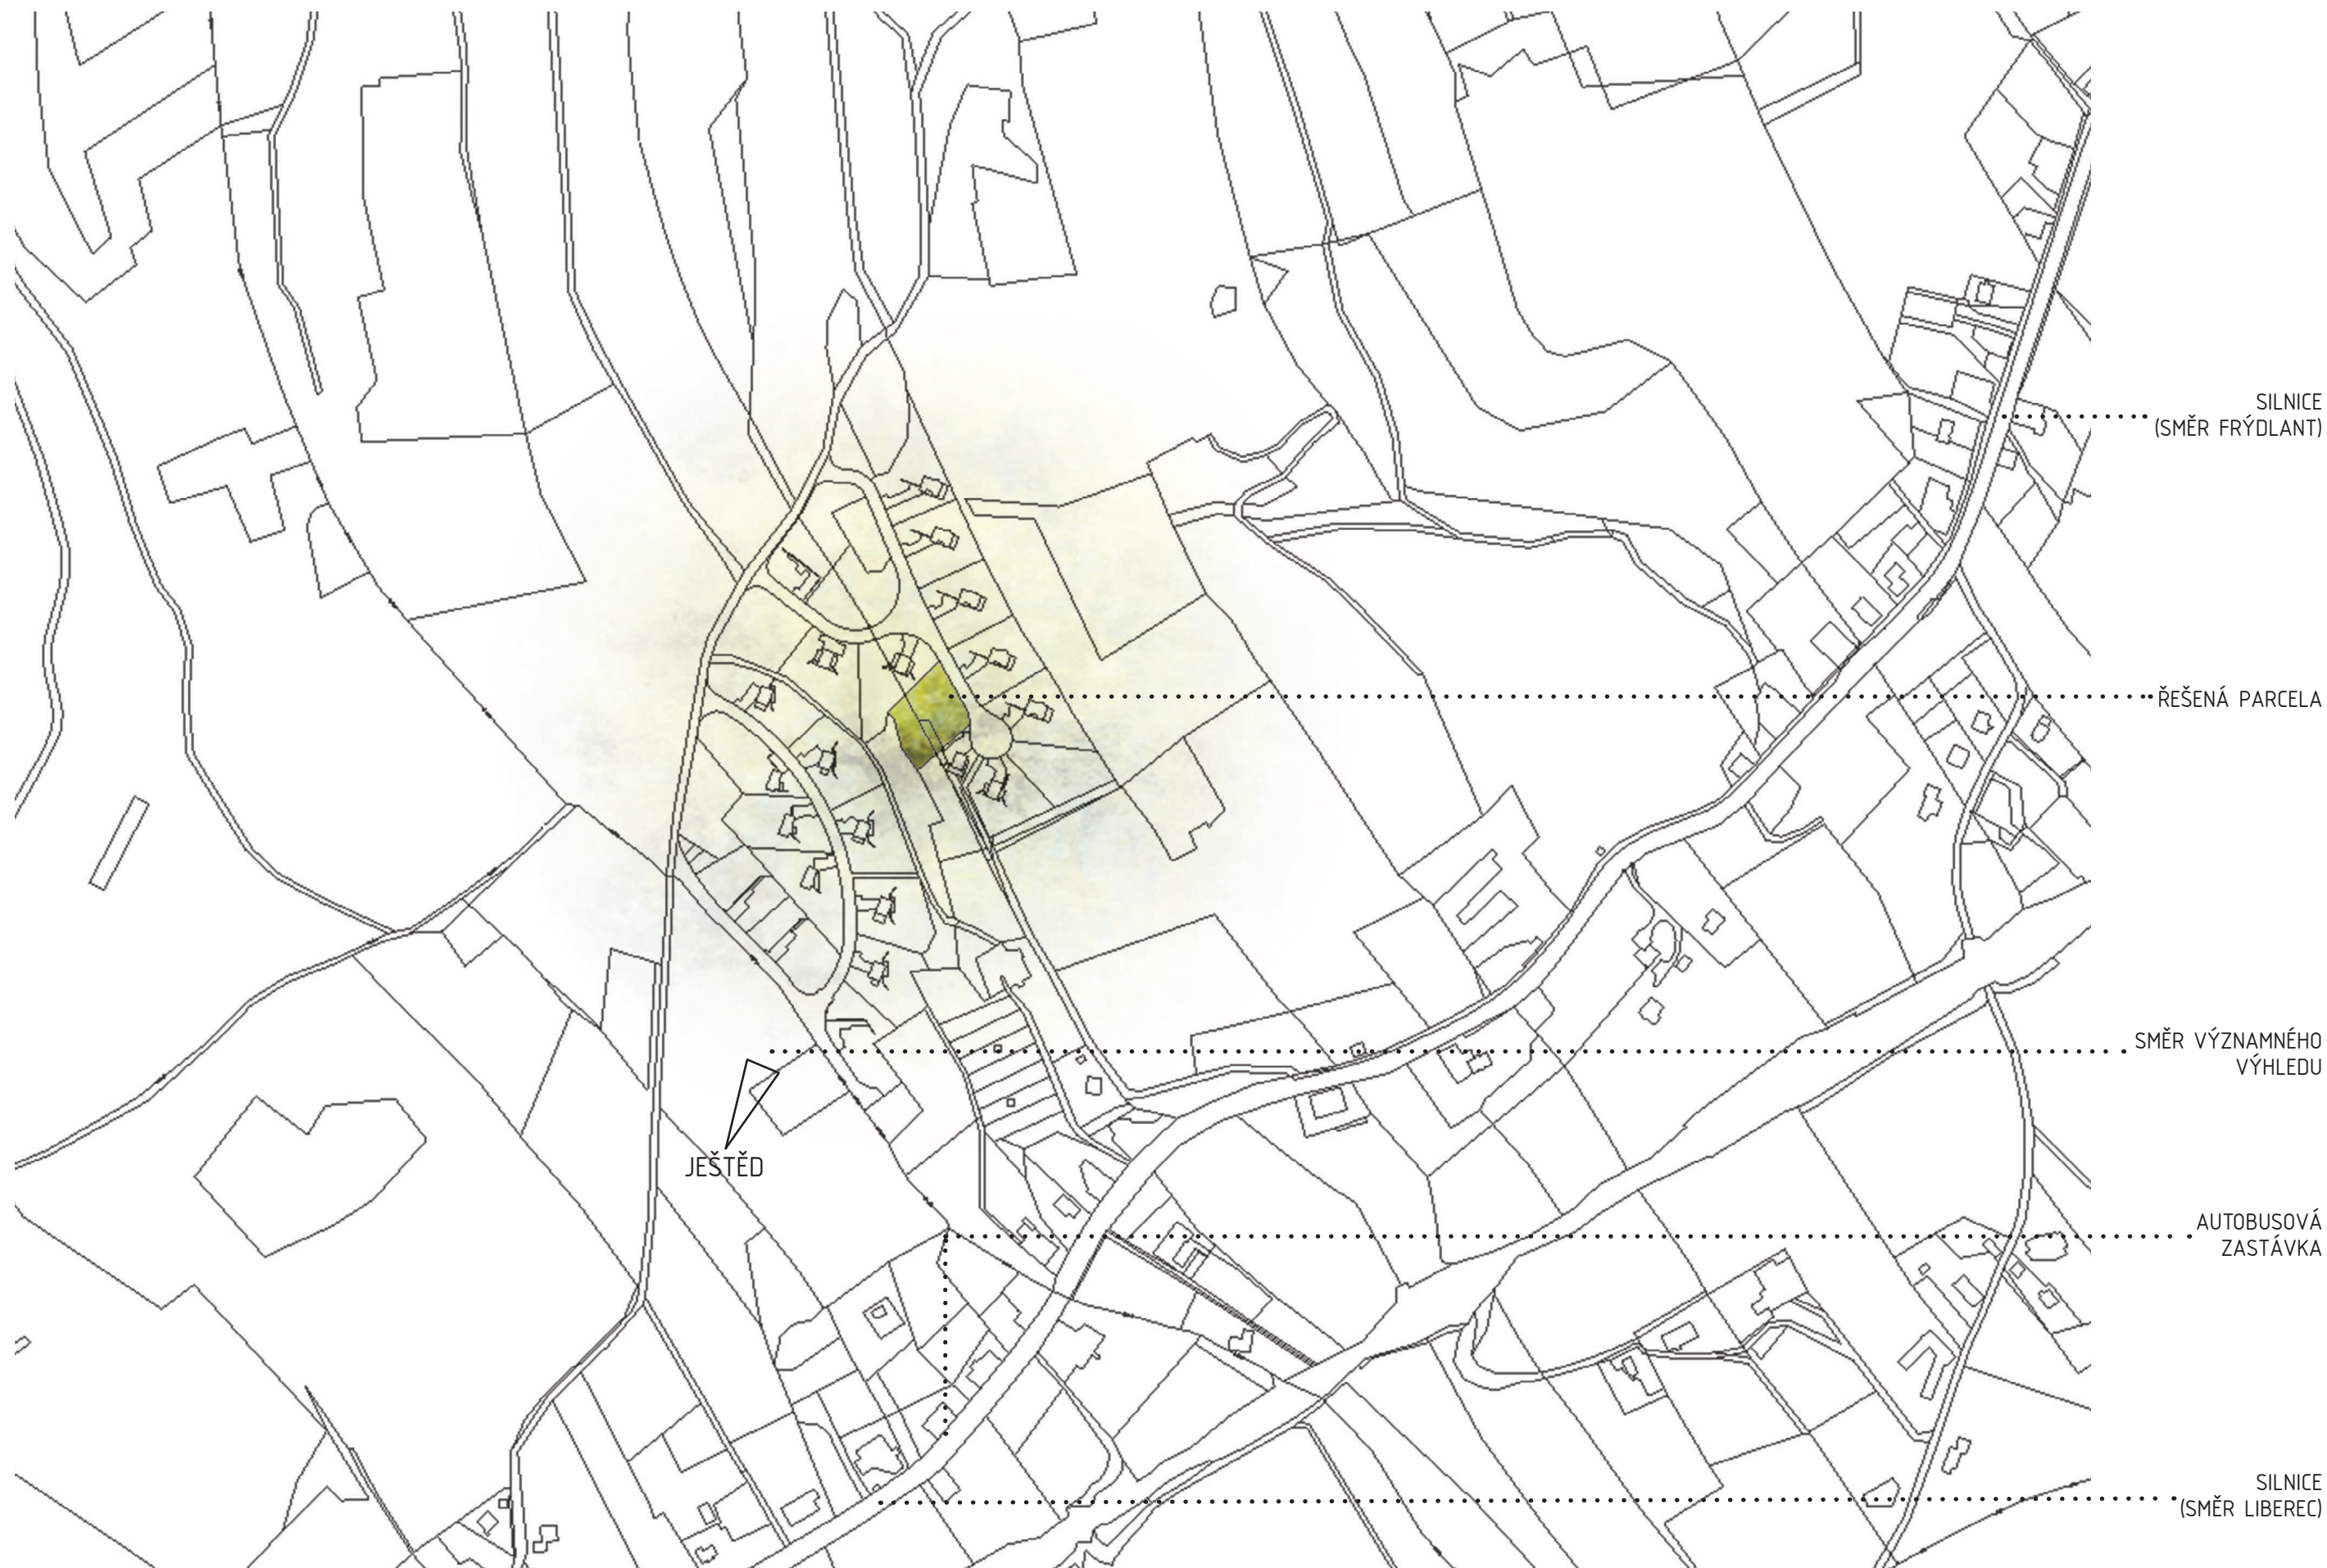 SILNICE
(SMĚR FRÝDLANT)
ŘEŠENÁ PARCELA
SMĚR VÝZNAMNÉHO
VÝHLEDU
JEŠTĚD
AUTOBUSOVÁ
ZASTÁVKA
SILNICE
(SMĚR LIBEREC)